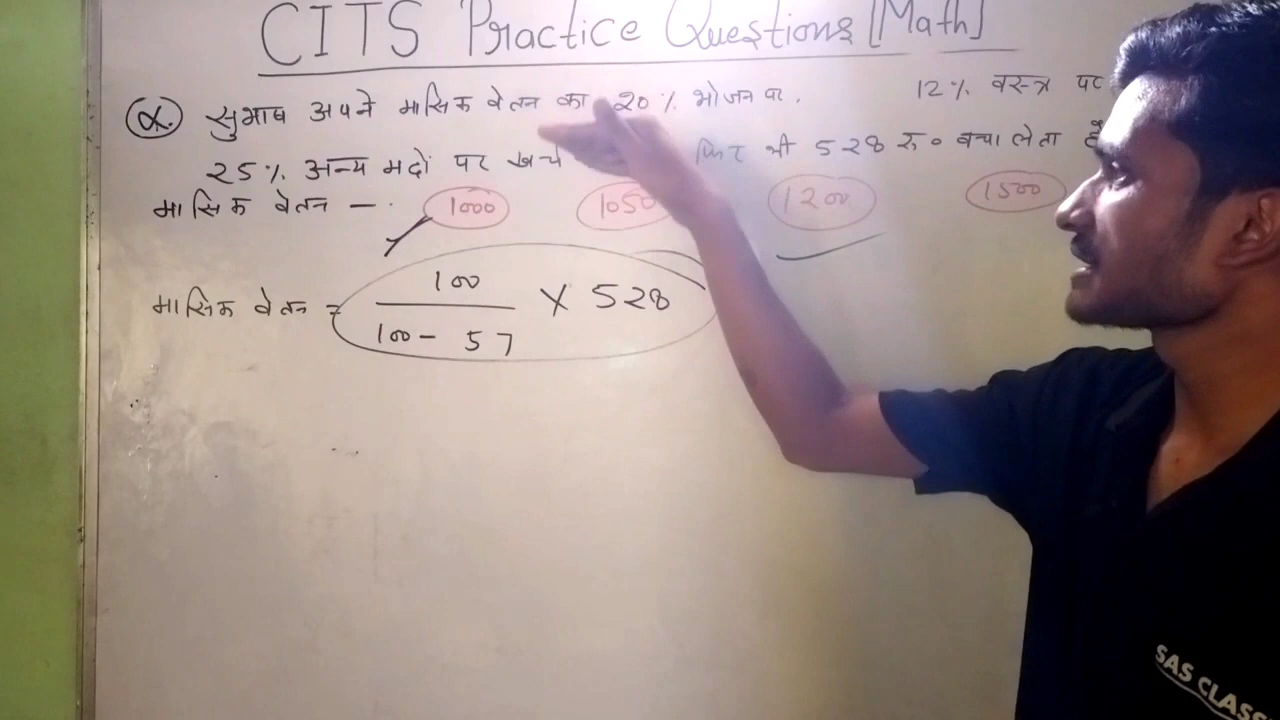 CITS Practice Questions [Math]
Q. सुभाष अपने मासिक वेतन का 20% भोजन पर. 12% वस्त्र पर
25% अन्य मदों पर खर्च फिर भी 528 रु० बचा लेता है
मासिक वेतन — 1000 1050 1200 1500
मासिक वेतन = 100 / 100 - 57 X 528
SAS CLASS